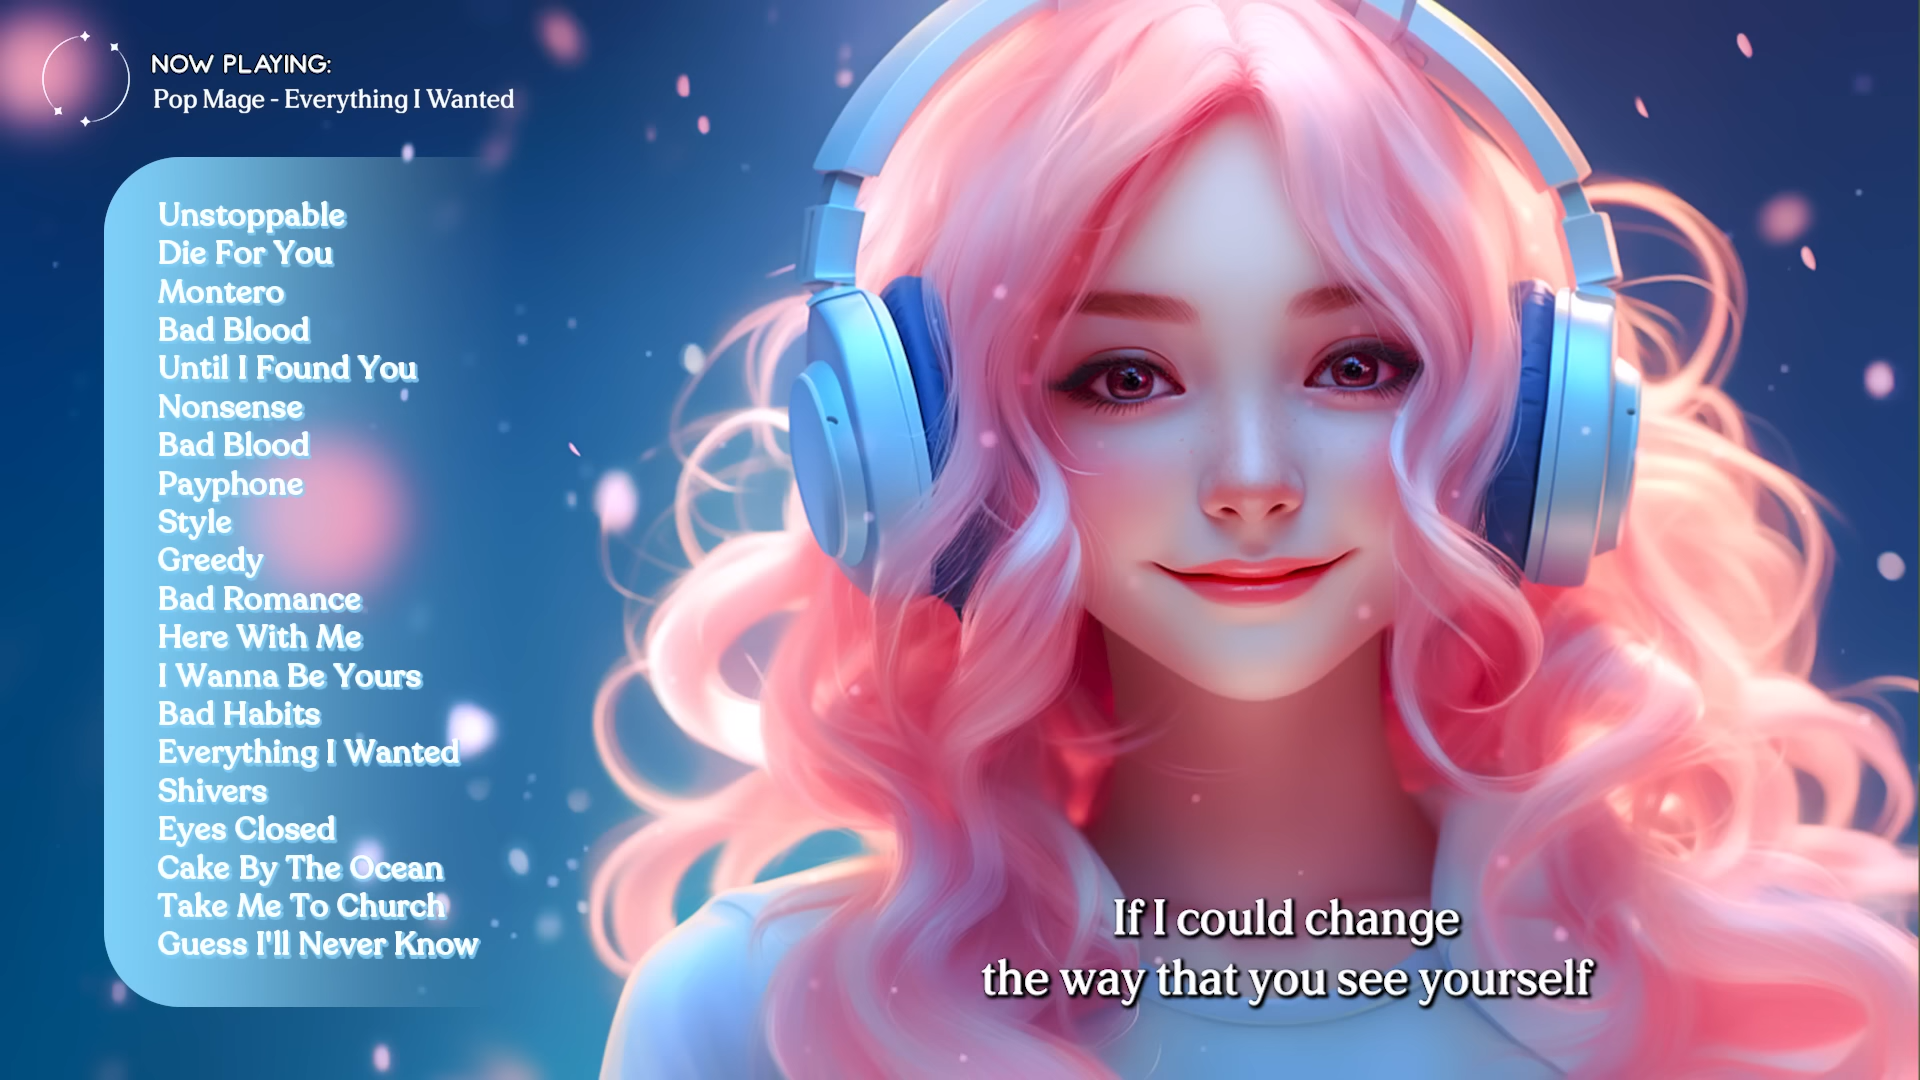 NOW PLAYING:
Pop Mage - Everything I Wanted
Unstoppable
Die For You
Montero
Bad Blood
Until I Found You
Nonsense
Bad Blood
Payphone
Style
Greedy
Bad Romance
Here With Me
I Wanna Be Yours
Bad Habits
Everything I Wanted
Shivers
Eyes Closed
Cake By The Ocean
Take Me To Church
Guess I'll Never Know
If I could change
the way that you see yourself